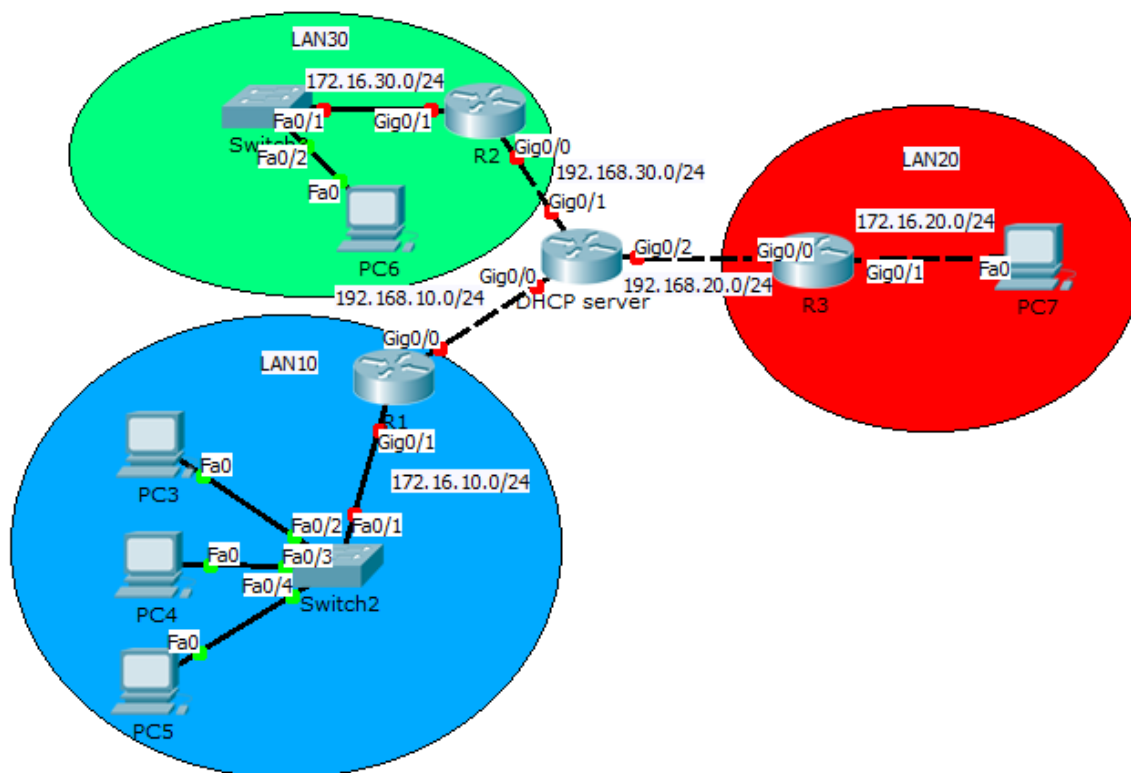 LAN30
172.16.30.0/24
Fa0/1
Gig0/1
Switch3
R2
Fa0/2
Gig0/0
192.168.30.0/24
Fa0
Gig0/1
PC6
LAN20
172.16.20.0/24
Gig0/2
Gig0/0
Gig0/1
Fa0
192.168.20.0/24
R3
PC7
Gig0/0
DHCP server
192.168.10.0/24
Gig0/0
LAN10
R1
Gig0/1
172.16.10.0/24
Fa0
PC3
Fa0/2
Fa0/1
Fa0
Fa0/3
Fa0/4
Switch2
PC4
Fa0
PC5